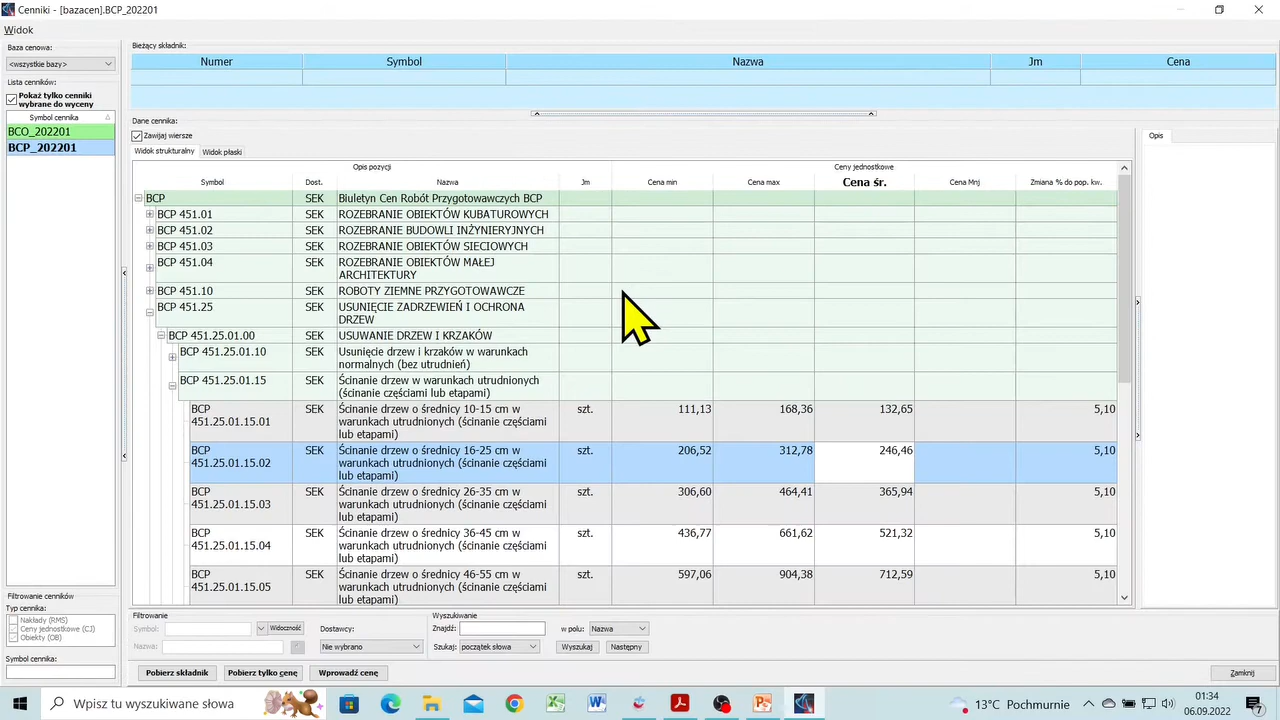 Cenniki - [bazacen].BCP_202201
Widok
Baza cenowa:
<wszystkie bazy>
Lista cenników:
Pokaż tylko cenniki
wybrane do wyceny
Symbol cennika
BCO_202201
BCP_202201
Bieżący składnik:
Numer Symbol Nazwa Jm Cena
Dane cennika:
Zawijaj wiersze
Widok strukturalny Widok płaski
Opis pozycji Ceny jednostkowe
Symbol Dost. Nazwa Jm Cena min Cena max Cena śr. Cena Mnj Zmiana % do pop. kw.
BCP SEK Biuletyn Cen Robót Przygotowawczych BCP
BCP 451.01 SEK ROZEBRANIE OBIEKTÓW KUBATUROWYCH
BCP 451.02 SEK ROZEBRANIE BUDOWLI INŻYNIERYJNYCH
BCP 451.03 SEK ROZEBRANIE OBIEKTÓW SIECIOWYCH
BCP 451.04 SEK ROZEBRANIE OBIEKTÓW MAŁEJ
ARCHITEKTURY
BCP 451.10 SEK ROBOTY ZIEMNE PRZYGOTOWAWCZE
BCP 451.25 SEK USUNIĘCIE ZADRZEWIEŃ I OCHRONA
DRZEW
BCP 451.25.01.00 SEK USUWANIE DRZEW I KRZAKÓW
BCP 451.25.01.10 SEK Usunięcie drzew i krzaków w warunkach
normalnych (bez utrudnień)
BCP 451.25.01.15 SEK Ścinanie drzew w warunkach utrudnionych
(ścinanie częściami lub etapami)
BCP SEK Ścinanie drzew o średnicy 10-15 cm w szt. 111,13 168,36 132,65 5,10
451.25.01.15.01 warunkach utrudnionych (ścinanie częściami
lub etapami)
BCP SEK Ścinanie drzew o średnicy 16-25 cm w szt. 206,52 312,78 246,46 5,10
451.25.01.15.02 warunkach utrudnionych (ścinanie częściami
lub etapami)
BCP SEK Ścinanie drzew o średnicy 26-35 cm w szt. 306,60 464,41 365,94 5,10
451.25.01.15.03 warunkach utrudnionych (ścinanie częściami
lub etapami)
BCP SEK Ścinanie drzew o średnicy 36-45 cm w szt. 436,77 661,62 521,32 5,10
451.25.01.15.04 warunkach utrudnionych (ścinanie częściami
lub etapami)
BCP SEK Ścinanie drzew o średnicy 46-55 cm w szt. 597,06 904,38 712,59 5,10
451.25.01.15.05 warunkach utrudnionych (ścinanie częściami
lub etapami)
Opis
Filtrowanie cenników
Typ cennika:
Nakłady (RMS)
Ceny jednostkowe (CJ)
Obiekty (OB)
Symbol cennika:
Filtrowanie Wyszukiwanie
Symbol: Widoczność Dostawcy: Znajdź: w polu: Nazwa
Nazwa: Nie wybrano Szukaj: początek słowa Wyszukaj Następny
Pobierz składnik Pobierz tylko cenę Wprowadź cenę Zamknij
Wpisz tu wyszukiwane słowa 13°C Pochmurnie 01:34
06.09.2022 7